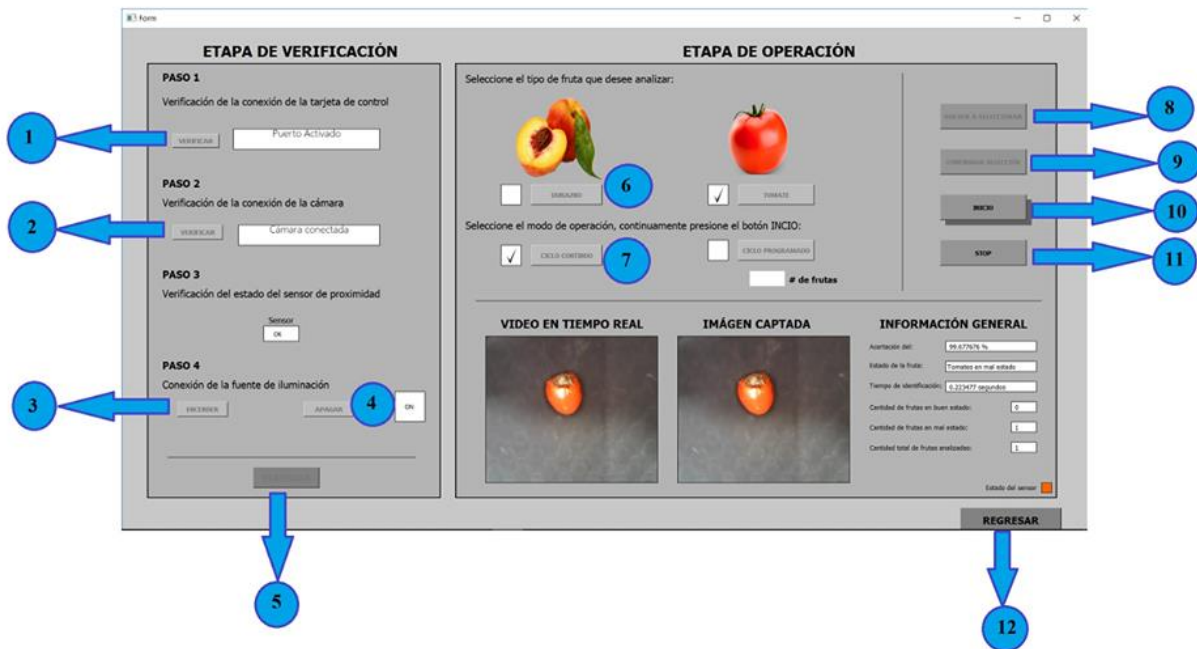 Form
ETAPA DE VERIFICACIÓN
PASO 1
Verificación de la conexión de la tarjeta de control
1
VERIFICAR
Puerto Activado
PASO 2
Verificación de la conexión de la cámara
2
VERIFICAR
Cámara conectada
PASO 3
Verificación del estado del sensor de proximidad
Sensor
OK
PASO 4
Conexión de la fuente de iluminación
3
ENCENDER
APAGAR
4
ON
5
ETAPA DE OPERACIÓN
Seleccione el tipo de fruta que desee analizar:
DURAZNO
6
TOMATE
Seleccione el modo de operación, continuamente presione el botón INCIO:
CICLO CONTINUO
7
CICLO PROGRAMADO
# de frutas
VOLVER A SELECCIONAR
8
CONFIRMAR SELECCIÓN
9
INICIO
10
STOP
11
VIDEO EN TIEMPO REAL
IMÁGEN CAPTADA
INFORMACIÓN GENERAL
Acertación del:
99.677676 %
Estado de la fruta:
Tomates en mal estado
Tiempo de identificación:
0.223477 segundos
Cantidad de frutas en buen estado:
0
Cantidad de frutas en mal estado:
1
Cantidad total de frutas analizadas:
1
Estado del sensor
REGRESAR
12